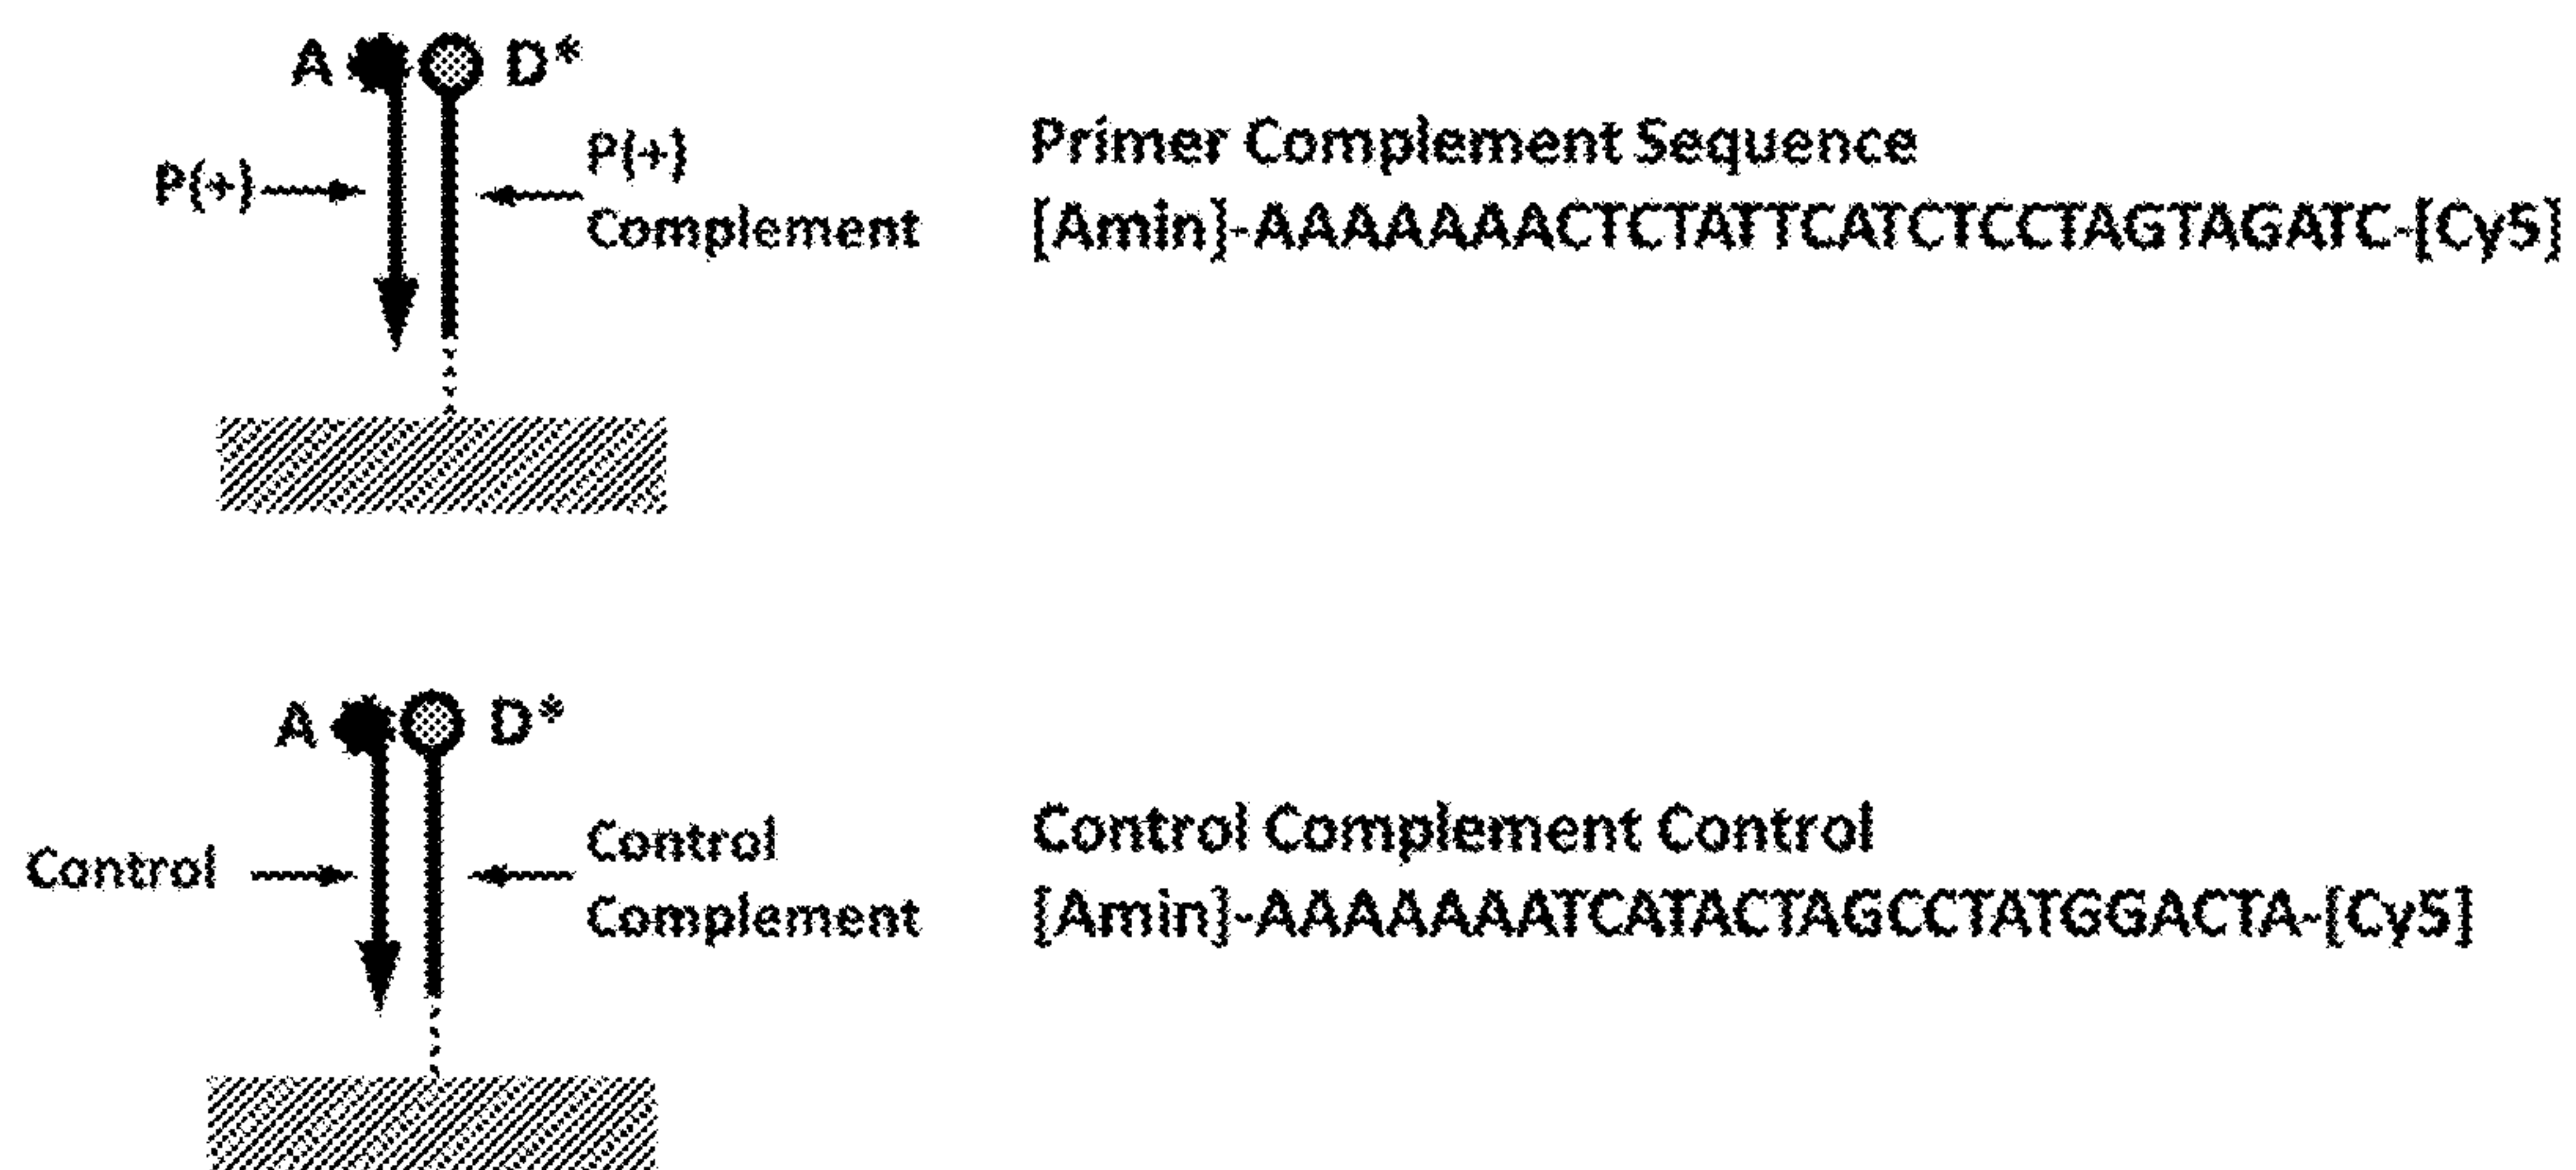 A D*
P(+)
P(+)
Complement
Primer Complement Sequence
[Amin]-AAAAAAACTCTATTCATCTCCTAGTAGATC-[Cy5]
A D*
Control
Control
Complement
Control Complement Control
[Amin]-AAAAAAATCATACTAGCCTATGGACTA-[Cy5]